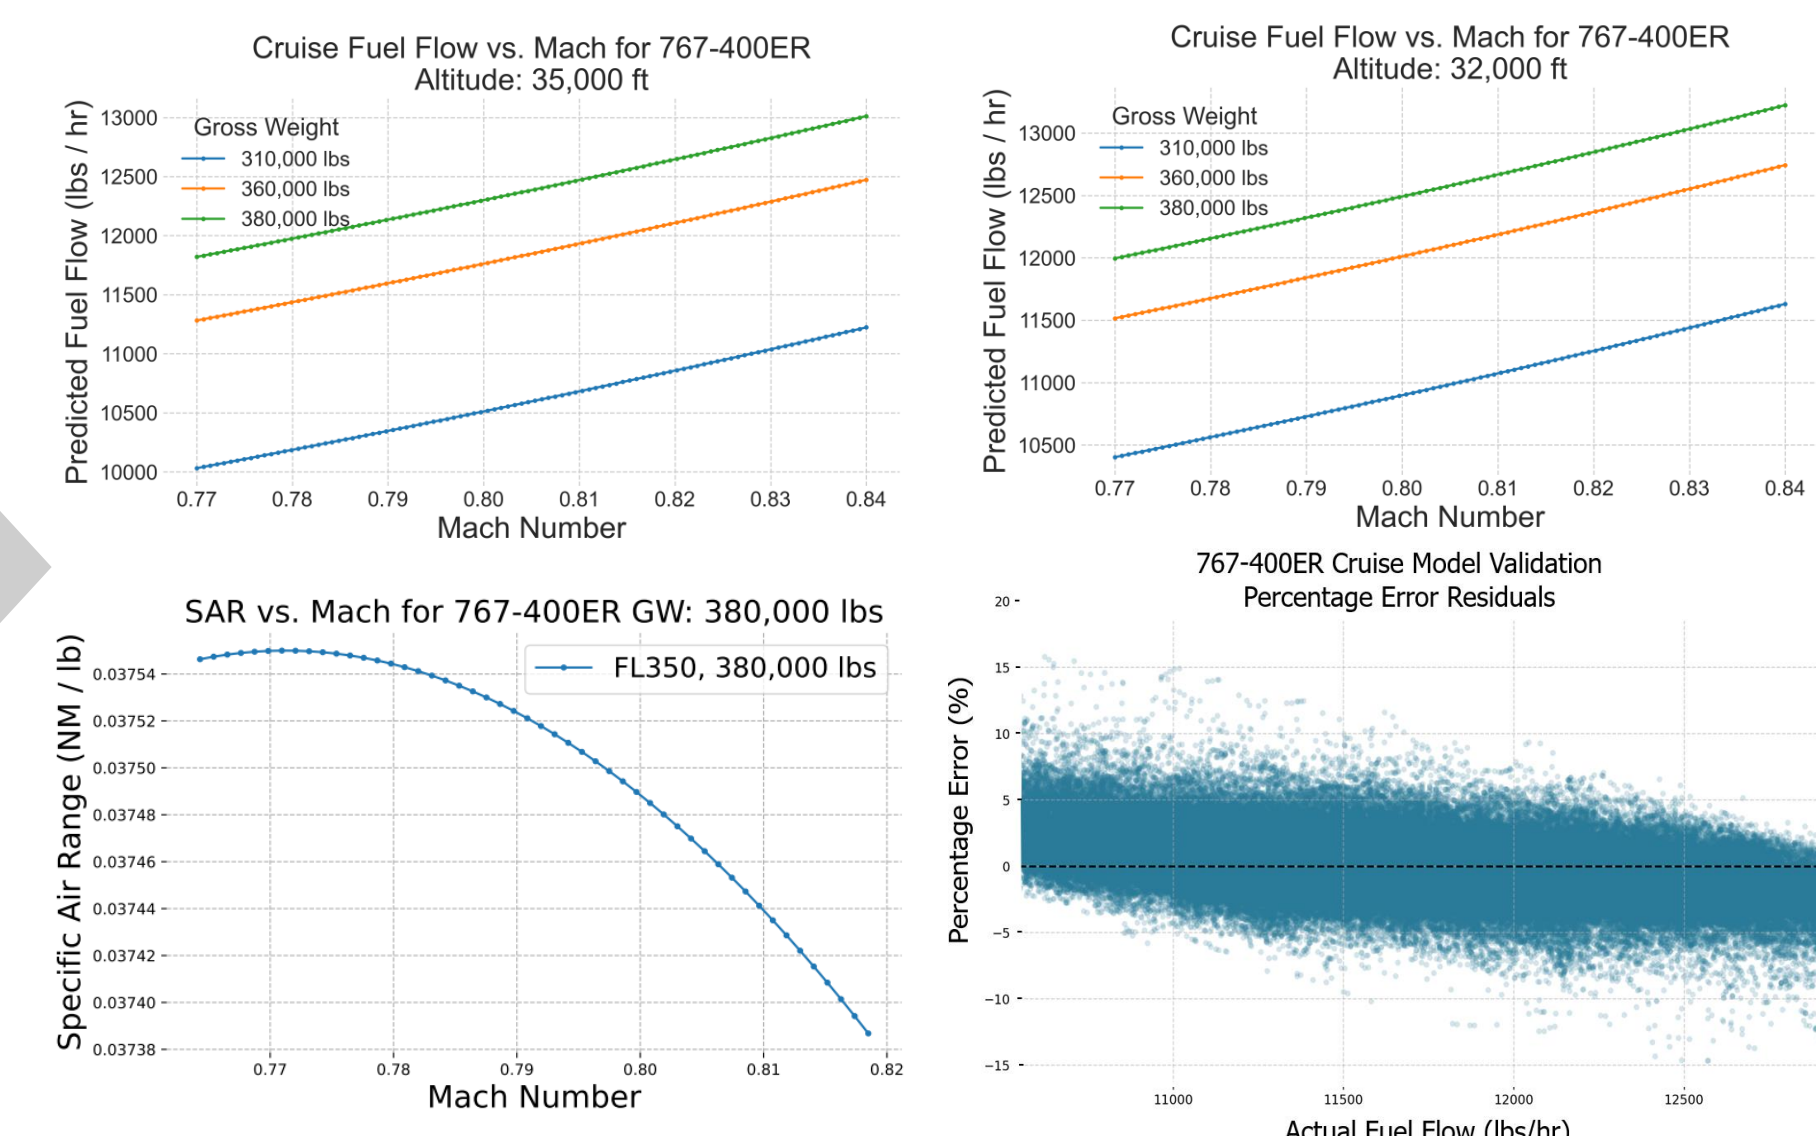 Cruise Fuel Flow vs. Mach for 767-400ER
Altitude: 35,000 ft
Predicted Fuel Flow (lbs / hr)
13000
12500
12000
11500
11000
10500
10000
Gross Weight
310,000 lbs
360,000 lbs
380,000 lbs
0.77 0.78 0.79 0.80 0.81 0.82 0.83 0.84
Mach Number
Cruise Fuel Flow vs. Mach for 767-400ER
Altitude: 32,000 ft
Predicted Fuel Flow (lbs / hr)
13000
12500
12000
11500
11000
10500
Gross Weight
310,000 lbs
360,000 lbs
380,000 lbs
0.77 0.78 0.79 0.80 0.81 0.82 0.83 0.84
Mach Number
SAR vs. Mach for 767-400ER GW: 380,000 lbs
Specific Air Range (NM / lb)
0.03754
0.03752
0.03750
0.03748
0.03746
0.03744
0.03742
0.03740
0.03738
FL350, 380,000 lbs
0.77 0.78 0.79 0.80 0.81 0.82
Mach Number
767-400ER Cruise Model Validation
Percentage Error Residuals
Percentage Error (%)
20
15
10
5
0
−5
−10
−15
11000 11500 12000 12500
Actual Fuel Flow (lbs/hr)